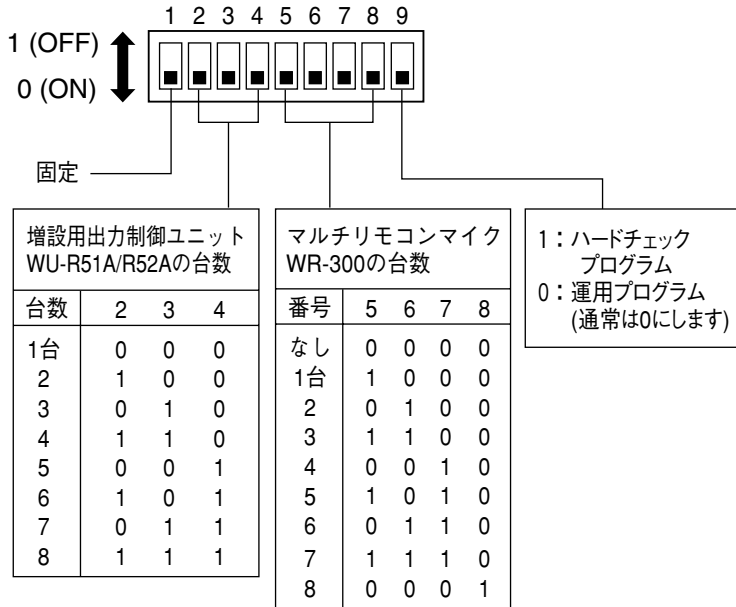 1 2 3 4 5 6 7 8 9
1 (OFF)
0 (ON)
固定
増設用出力制御ユニット
WU-R51A/R52Aの台数
台数 2 3 4
1台 0 0 0
2 1 0 0
3 0 1 0
4 1 1 0
5 0 0 1
6 1 0 1
7 0 1 1
8 1 1 1
マルチリモコンマイク
WR-300の台数
番号 5 6 7 8
なし 0 0 0 0
1台 1 0 0 0
2 0 1 0 0
3 1 1 0 0
4 0 0 1 0
5 1 0 1 0
6 0 1 1 0
7 1 1 1 0
8 0 0 0 1
1：ハードチェック
プログラム
0：運用プログラム
(通常は0にします)